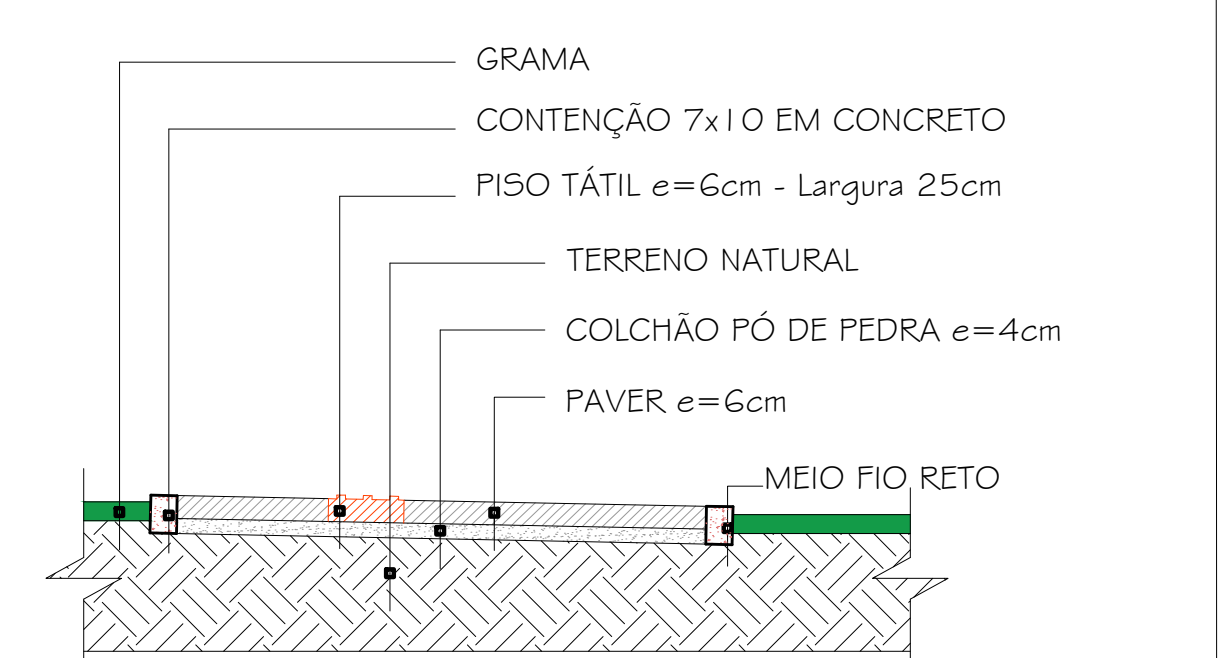 GRAMA
CONTENÇÃO 7x10 EM CONCRETO
PISO TÁTIL e=6cm - Largura 25cm
TERRENO NATURAL
COLCHÃO PÓ DE PEDRA e=4cm
PAVER e=6cm
MEIO FIO RETO